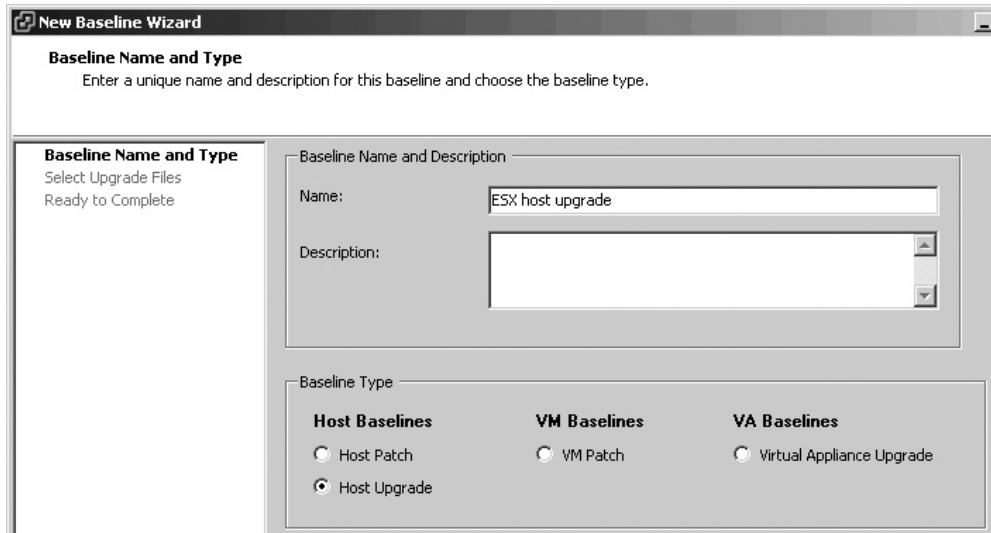 New Baseline Wizard
Baseline Name and Type
Enter a unique name and description for this baseline and choose the baseline type.
Baseline Name and Type
Select Upgrade Files
Ready to Complete
Baseline Name and Description
Name:
ESX host upgrade
Description:
Baseline Type
Host Baselines VM Baselines VA Baselines
Host Patch VM Patch Virtual Appliance Upgrade
Host Upgrade